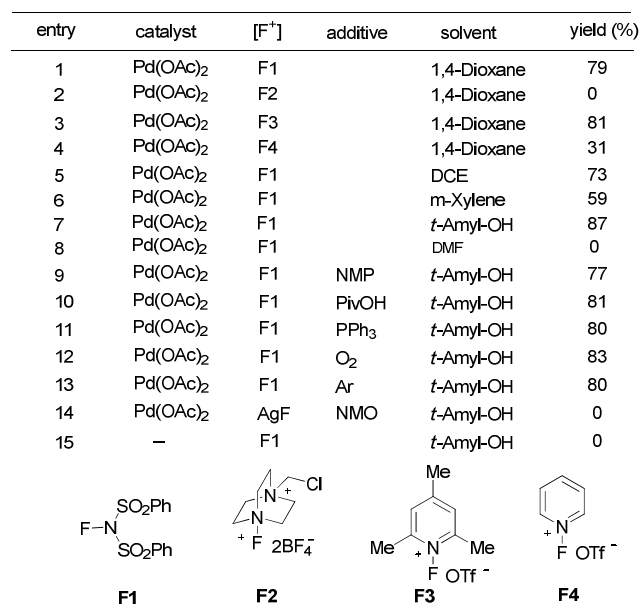 entry catalyst [F⁺] additive solvent yield (%)
1 Pd(OAc)₂ F1 1,4-Dioxane 79
2 Pd(OAc)₂ F2 1,4-Dioxane 0
3 Pd(OAc)₂ F3 1,4-Dioxane 81
4 Pd(OAc)₂ F4 1,4-Dioxane 31
5 Pd(OAc)₂ F1 DCE 73
6 Pd(OAc)₂ F1 m-Xylene 59
7 Pd(OAc)₂ F1 t-Amyl-OH 87
8 Pd(OAc)₂ F1 DMF 0
9 Pd(OAc)₂ F1 NMP t-Amyl-OH 77
10 Pd(OAc)₂ F1 PivOH t-Amyl-OH 81
11 Pd(OAc)₂ F1 PPh₃ t-Amyl-OH 80
12 Pd(OAc)₂ F1 O₂ t-Amyl-OH 83
13 Pd(OAc)₂ F1 Ar t-Amyl-OH 80
14 Pd(OAc)₂ AgF NMO t-Amyl-OH 0
15 – F1 t-Amyl-OH 0
F N SO₂Ph SO₂Ph
N + Cl N + F 2BF₄⁻
Me Me N + Me F OTf⁻
N + F OTf⁻
F1 F2 F3 F4